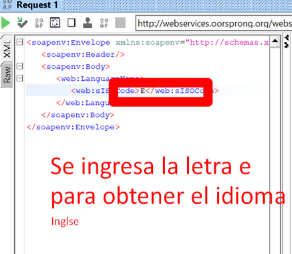 Request 1
http://webservices.oorsprong.org/webs
XML
Raw
<soapenv:Envelope xmlns:soapenv="http://schemas.x
<soapenv:Header/>
<soapenv:Body>
<web:LanguageName>
<web:sISOCode>E</web:sISOCode>
</web:Langu
</soapenv:Body>
</soapenv:Envelope>
Se ingresa la letra e
para obtener el idioma
Inglse